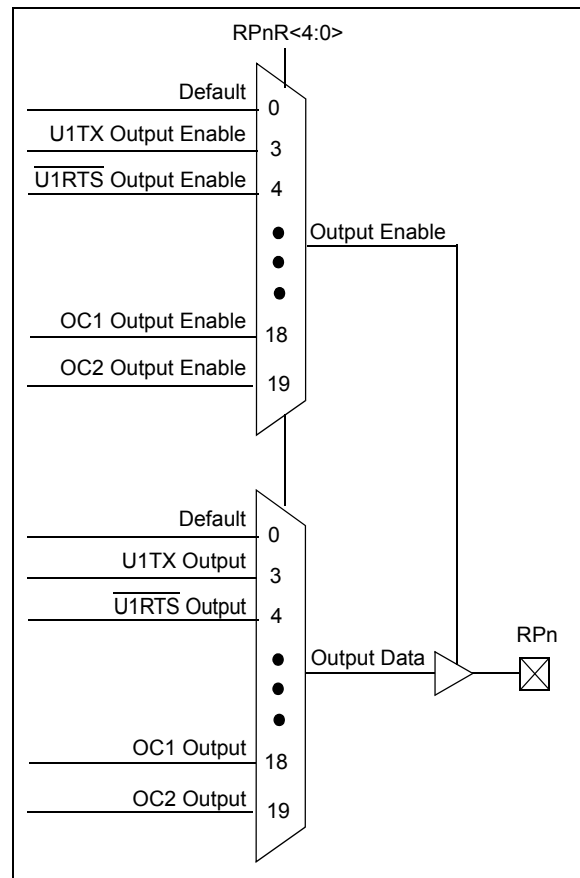 RPnR<4:0>
Default
0
U1TX Output Enable
3
U1RTS Output Enable
4
Output Enable
OC1 Output Enable
18
OC2 Output Enable
19
Default
0
U1TX Output
3
U1RTS Output
4
RPn
Output Data
OC1 Output
18
OC2 Output
19